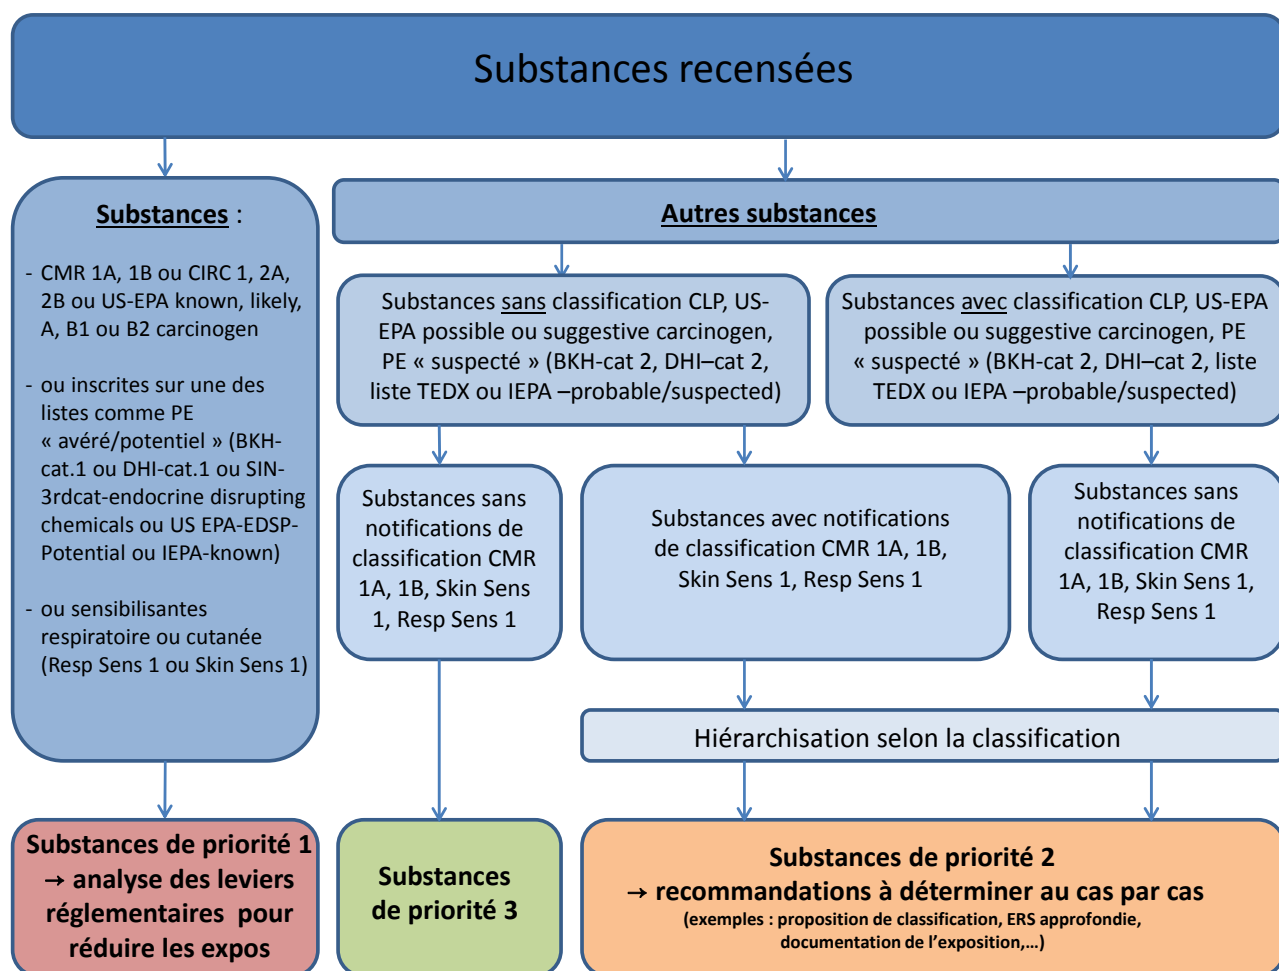 Substances recensées
Substances :
- CMR 1A, 1B ou CIRC 1, 2A,
2B ou US-EPA known, likely,
A, B1 ou B2 carcinogen
- ou inscrites sur une des
listes comme PE
« avéré/potentiel » (BKH-
cat.1 ou DHI-cat.1 ou SIN-
3rdcat-endocrine disrupting
chemicals ou US EPA-EDSP-
Potential ou IEPA-known)
- ou sensibilisantes
respiratoire ou cutanée
(Resp Sens 1 ou Skin Sens 1)
Autres substances
Substances sans classification CLP, US-
EPA possible ou suggestive carcinogen,
PE « suspecté » (BKH-cat 2, DHI–cat 2,
liste TEDX ou IEPA –probable/suspected)
Substances avec classification CLP, US-EPA
possible ou suggestive carcinogen, PE
« suspecté » (BKH-cat 2, DHI–cat 2, liste
TEDX ou IEPA –probable/suspected)
Substances sans
notifications de
classification CMR
1A, 1B, Skin Sens
1, Resp Sens 1
Substances avec notifications
de classification CMR 1A, 1B,
Skin Sens 1, Resp Sens 1
Substances sans
notifications de
classification CMR
1A, 1B, Skin Sens 1,
Resp Sens 1
Hiérarchisation selon la classification
Substances de priorité 1
→ analyse des leviers
réglementaires pour
réduire les expos
Substances
de priorité 3
Substances de priorité 2
→ recommandations à déterminer au cas par cas
(exemples : proposition de classification, ERS approfondie,
documentation de l'exposition,…)